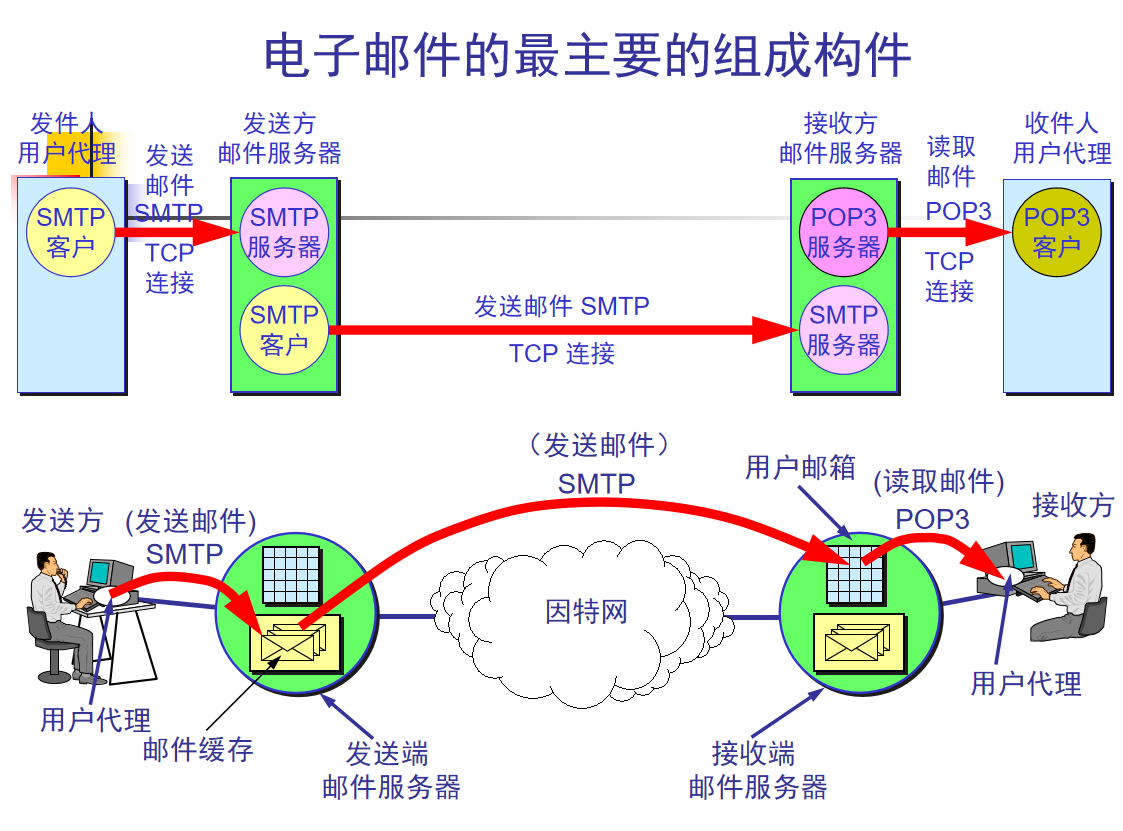 电子邮件的最主要的组成构件
发件人
用户代理
发送
邮件
SMTP
TCP
连接
发送方
邮件服务器
接收方
邮件服务器
读取
邮件
POP3
TCP
连接
收件人
用户代理
SMTP
客户
SMTP
服务器
SMTP
客户
发送邮件 SMTP
TCP 连接
POP3
服务器
SMTP
服务器
POP3
客户
(发送邮件)
SMTP
用户邮箱
(读取邮件)
POP3
接收方
发送方
(发送邮件)
SMTP
因特网
用户代理
邮件缓存
发送端
邮件服务器
接收端
邮件服务器
用户代理